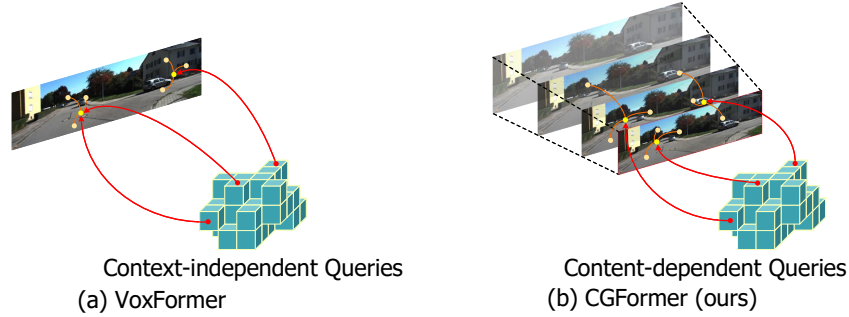 Context-independent Queries
(a) VoxFormer
Content-dependent Queries
(b) CGFormer (ours)